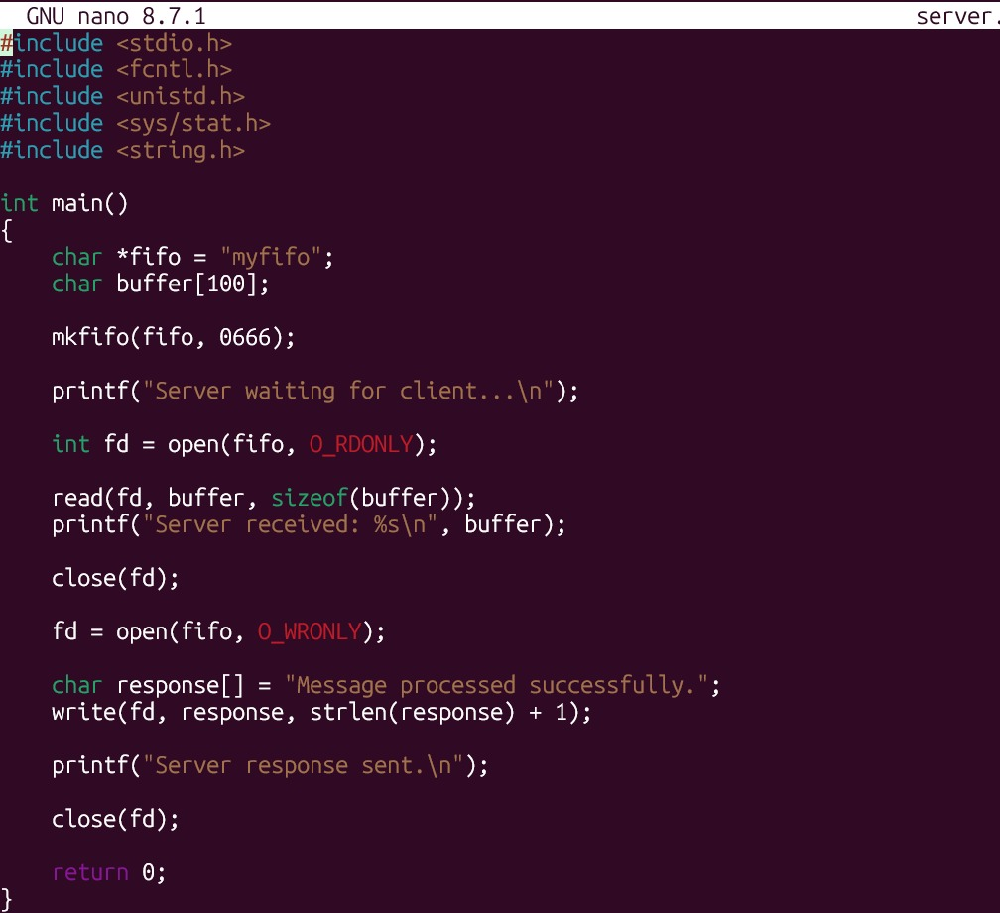 GNU nano 8.7.1 server.
#include <stdio.h>
#include <fcntl.h>
#include <unistd.h>
#include <sys/stat.h>
#include <string.h>

int main()
{
    char *fifo = "myfifo";
    char buffer[100];

    mkfifo(fifo, 0666);

    printf("Server waiting for client...\n");

    int fd = open(fifo, O_RDONLY);

    read(fd, buffer, sizeof(buffer));
    printf("Server received: %s\n", buffer);

    close(fd);

    fd = open(fifo, O_WRONLY);

    char response[] = "Message processed successfully.";
    write(fd, response, strlen(response) + 1);

    printf("Server response sent.\n");

    close(fd);

    return 0;
}